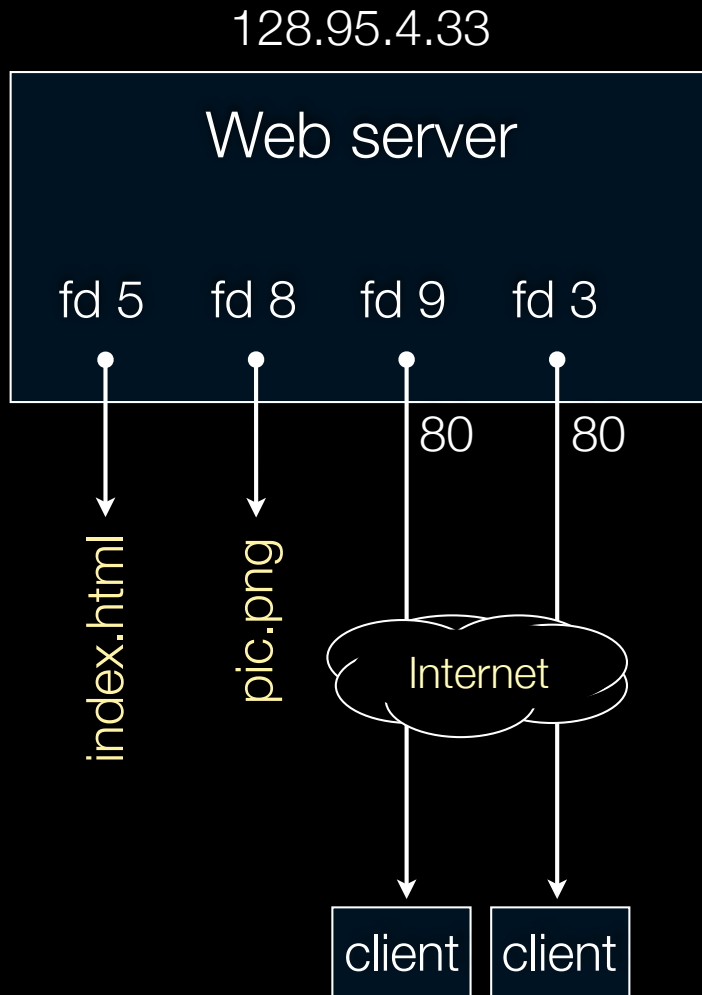 128.95.4.33
Web server
fd 5 fd 8 fd 9 fd 3
80 80
index.html
pic.png
Internet
client client